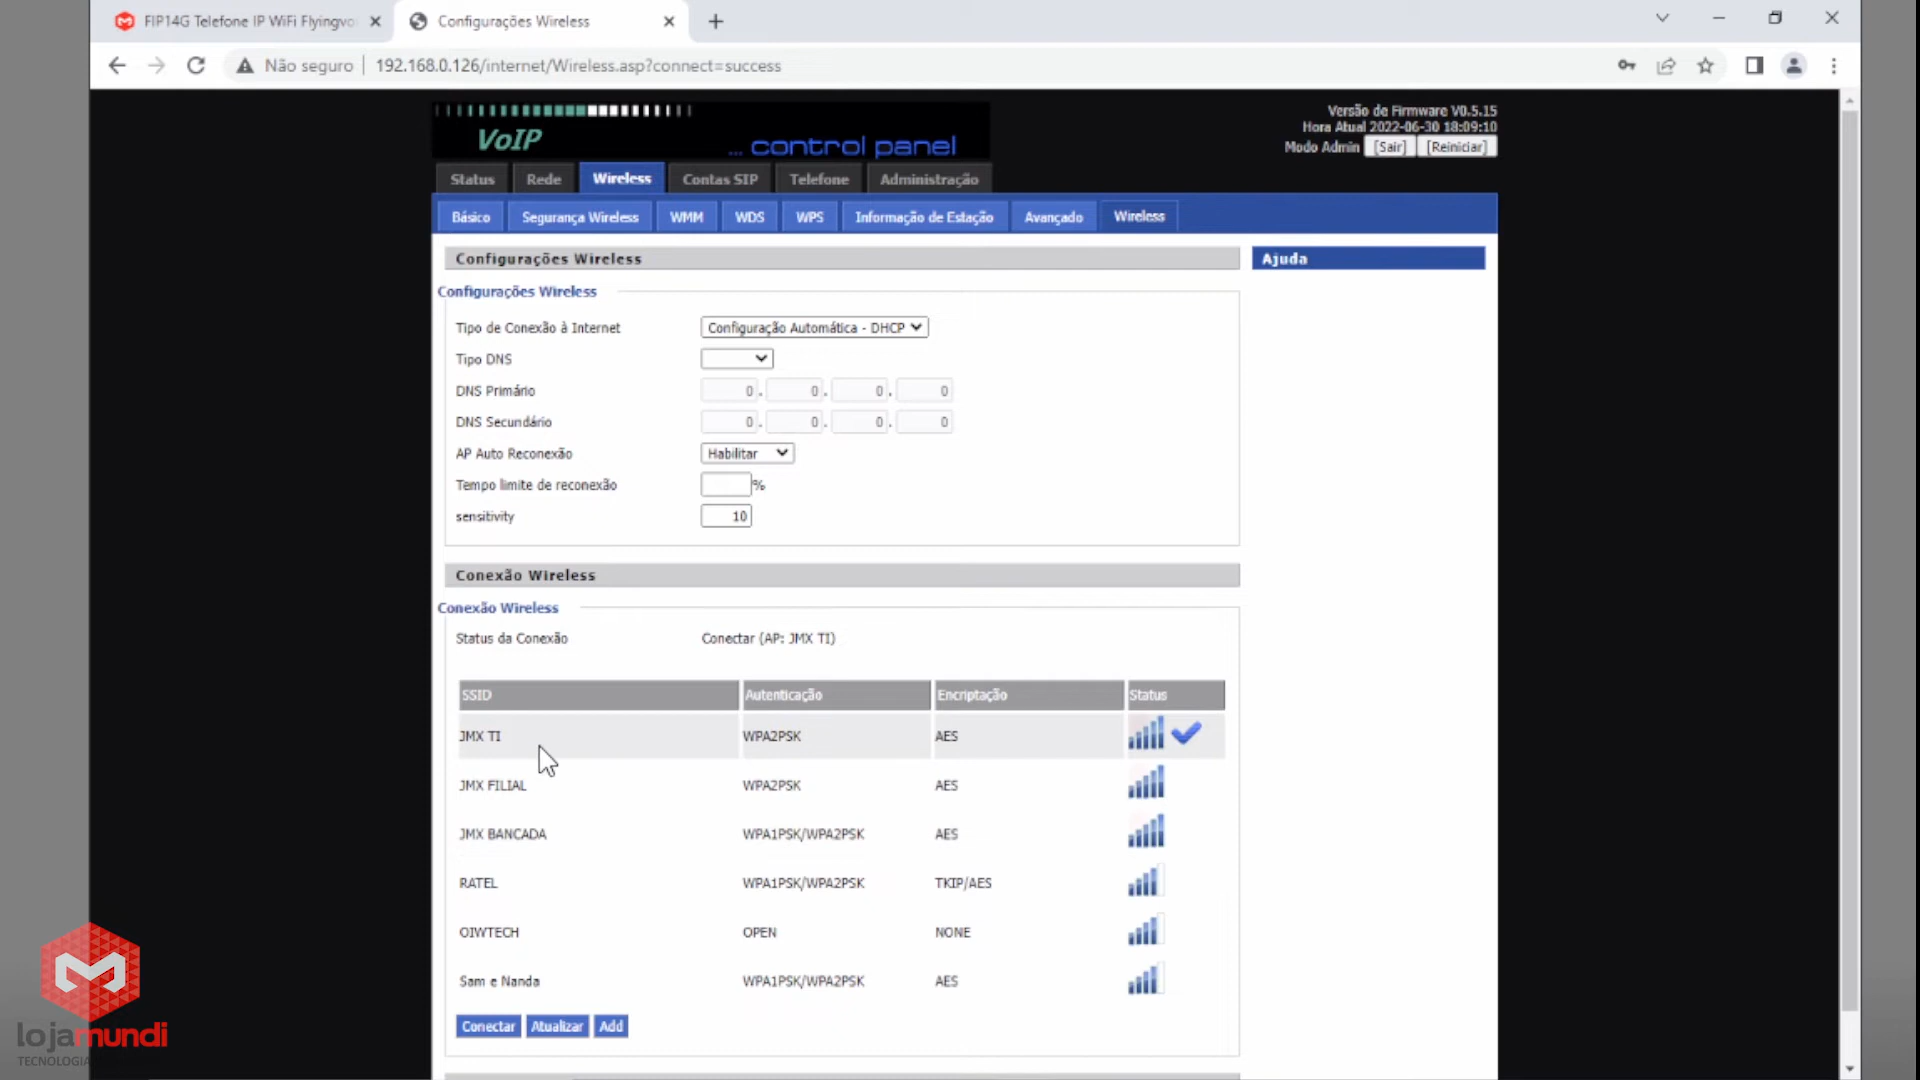 FIP14G Telefone IP WiFi Flyingvo
Configurações Wireless
Não seguro
192.168.0.126/internet/Wireless.asp?connect=success
VoIP
... control panel
Versão de Firmware V0.5.15
Hora Atual 2022-06-30 18:09:10
Modo Admin [Sair] [Reiniciar]
Status Rede Wireless Contas SIP Telefone Administração
Básico Segurança Wireless WMM WDS WPS Informação de Estação Avançado Wireless
Configurações Wireless
Ajuda
Configurações Wireless
Tipo de Conexão à Internet Configuração Automática - DHCP
Tipo DNS
DNS Primário 0. 0. 0. 0
DNS Secundário 0. 0. 0. 0
AP Auto Reconexão Habilitar
Tempo limite de reconexão %
sensitivity 10
Conexão Wireless
Conexão Wireless
Status da Conexão Conectar (AP: JMX TI)
SSID Autenticação Encriptação Status
JMX TI WPA2PSK AES
JMX FILIAL WPA2PSK AES
JMX BANCADA WPA1PSK/WPA2PSK AES
RATEL WPA1PSK/WPA2PSK TKIP/AES
OIWTECH OPEN NONE
Sam e Nanda WPA1PSK/WPA2PSK AES
Conectar Atualizar Add
lojamundi
TECNOLOGIA